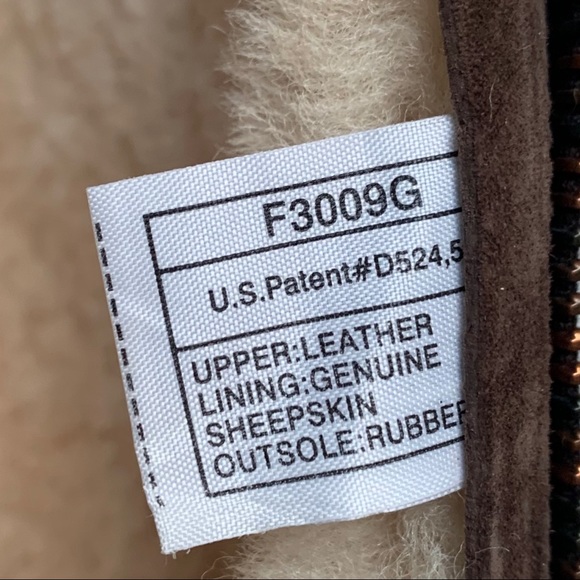 F3009G
U.S.Patent#D524,5
UPPER:LEATHER
LINING:GENUINE
SHEEPSKIN
OUTSOLE:RUBBER